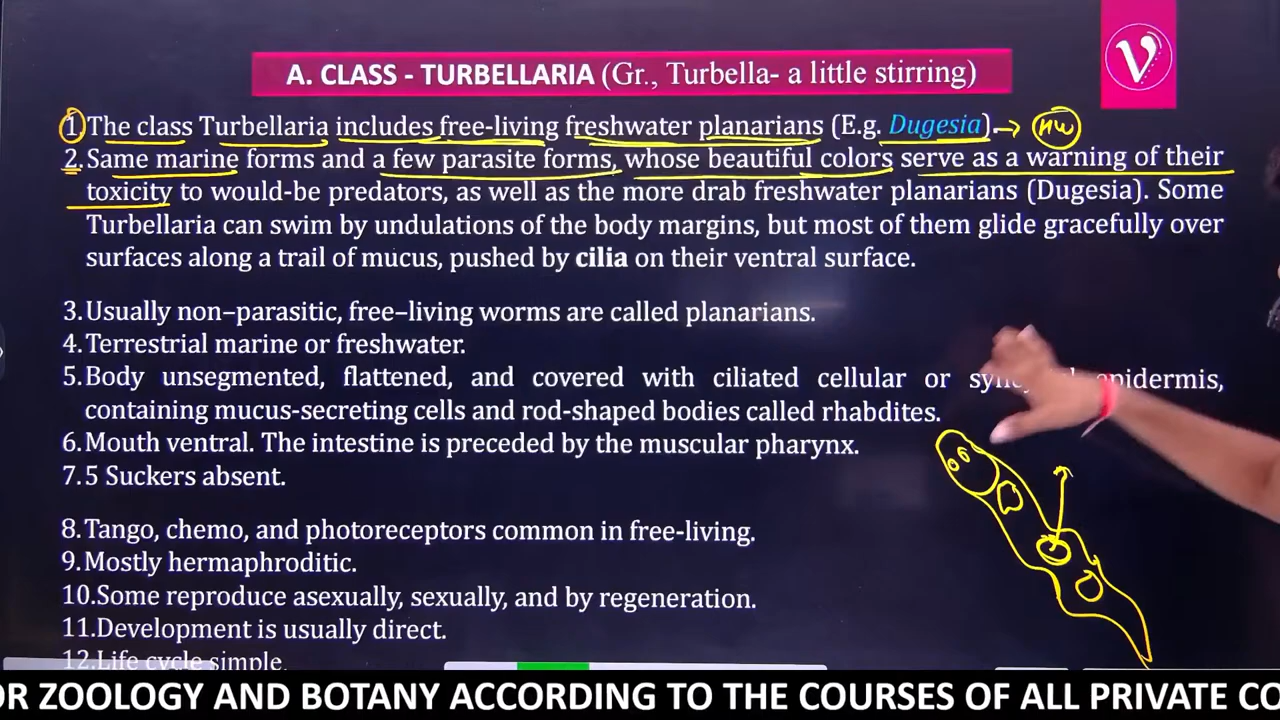 A. CLASS - TURBELLARIA (Gr., Turbella- a little stirring)
V
1. The class Turbellaria includes free-living freshwater planarians (E.g. Dugesia). → HW
2. Same marine forms and a few parasite forms, whose beautiful colors serve as a warning of their
toxicity to would-be predators, as well as the more drab freshwater planarians (Dugesia). Some
Turbellaria can swim by undulations of the body margins, but most of them glide gracefully over
surfaces along a trail of mucus, pushed by cilia on their ventral surface.
3. Usually non–parasitic, free–living worms are called planarians.
4. Terrestrial marine or freshwater.
5. Body unsegmented, flattened, and covered with ciliated cellular or epidermis,
containing mucus-secreting cells and rod-shaped bodies called rhabdites.
6. Mouth ventral. The intestine is preceded by the muscular pharynx.
7.5 Suckers absent.
8. Tango, chemo, and photoreceptors common in free-living.
9. Mostly hermaphroditic.
10. Some reproduce asexually, sexually, and by regeneration.
11. Development is usually direct.
12. Life cycle simple.
OR ZOOLOGY AND BOTANY ACCORDING TO THE COURSES OF ALL PRIVATE CO